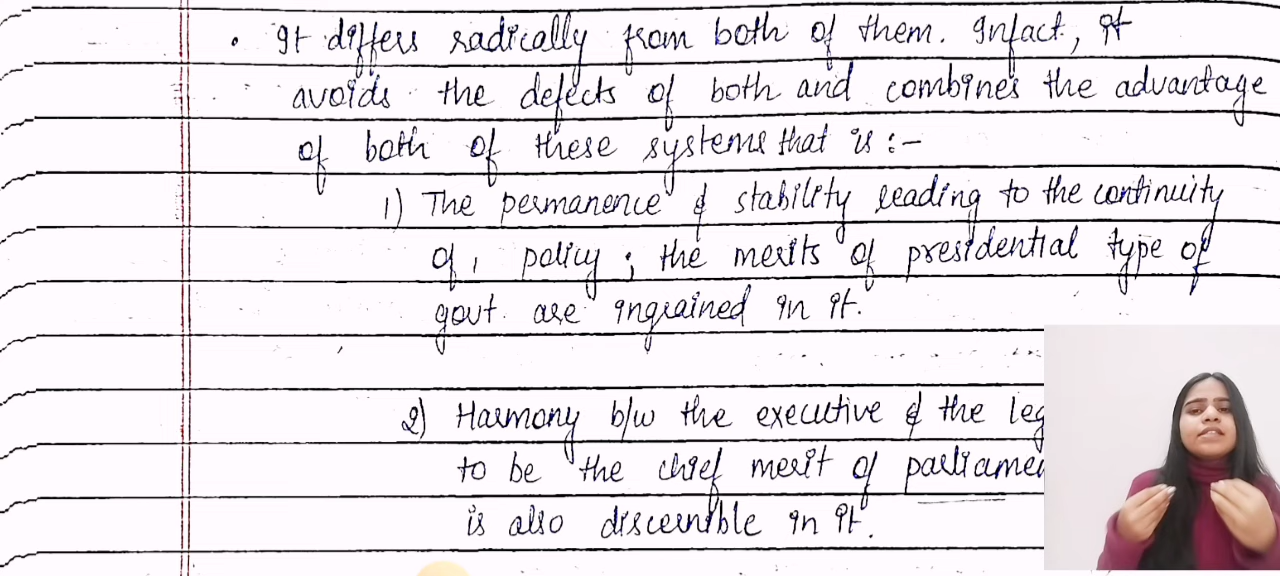 • It differs radically from both of them. Infact, it
avoids the defects of both and combines the advantage
of both of these systems that is :-
1) The permanence & stability leading to the continuity
of, policy ; the merits of presidential type of
govt. are ingrained in it.
2) Harmony b/w the executive & the leg
to be the chief merit of parliamen
is also discernible in it.